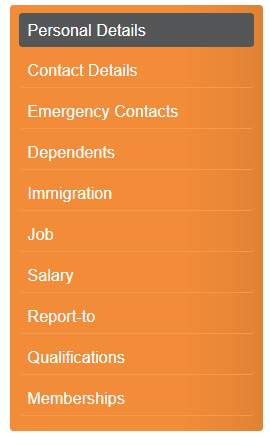 Personal Details
Contact Details
Emergency Contacts
Dependents
Immigration
Job
Salary
Report-to
Qualifications
Memberships